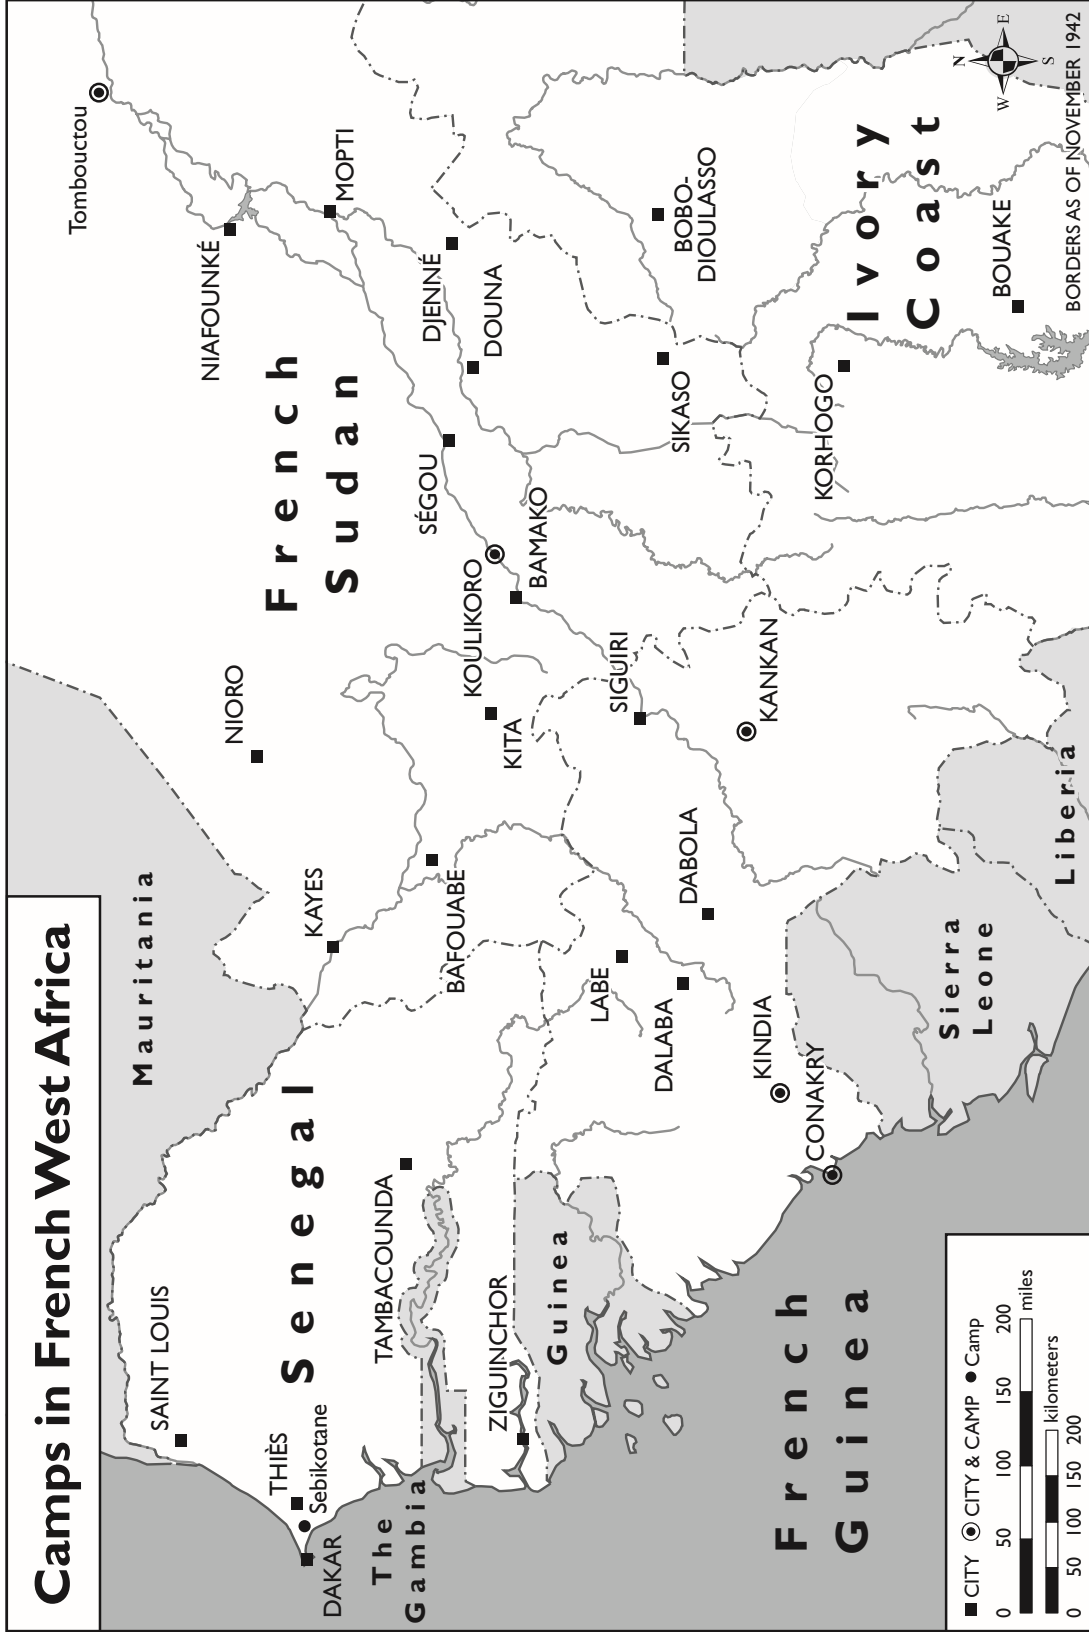 Camps in French West Africa
Mauritania
Tombouctou
NIAFOUNKÉ
MOPTI
NIORO
French
Sudan
KAYES
SAINT LOUIS
Senegal
THIÈS
Sebikotane
DAKAR
The
Gambia
TAMBACOUNDA
BAFOUABE
KITA
KOULIKORO
BAMAKO
SÉGOU
DJENNÉ
DOUNA
ZIGUINCHOR
Guinea
LABE
DALABA
DABOLA
SIGUIRI
KANKAN
SIKASO
BOBO-
DIOULASSO
KINDIA
CONAKRY
French
Guinea
KORHOGO
Ivory
Coast
BOUAKE
Sierra
Leone
Liberia
CITY
CITY & CAMP
Camp
0 50 100 150 200
miles
kilometers
0 50 100 150 200
N
E
S
W
BORDERS AS OF NOVEMBER 1942